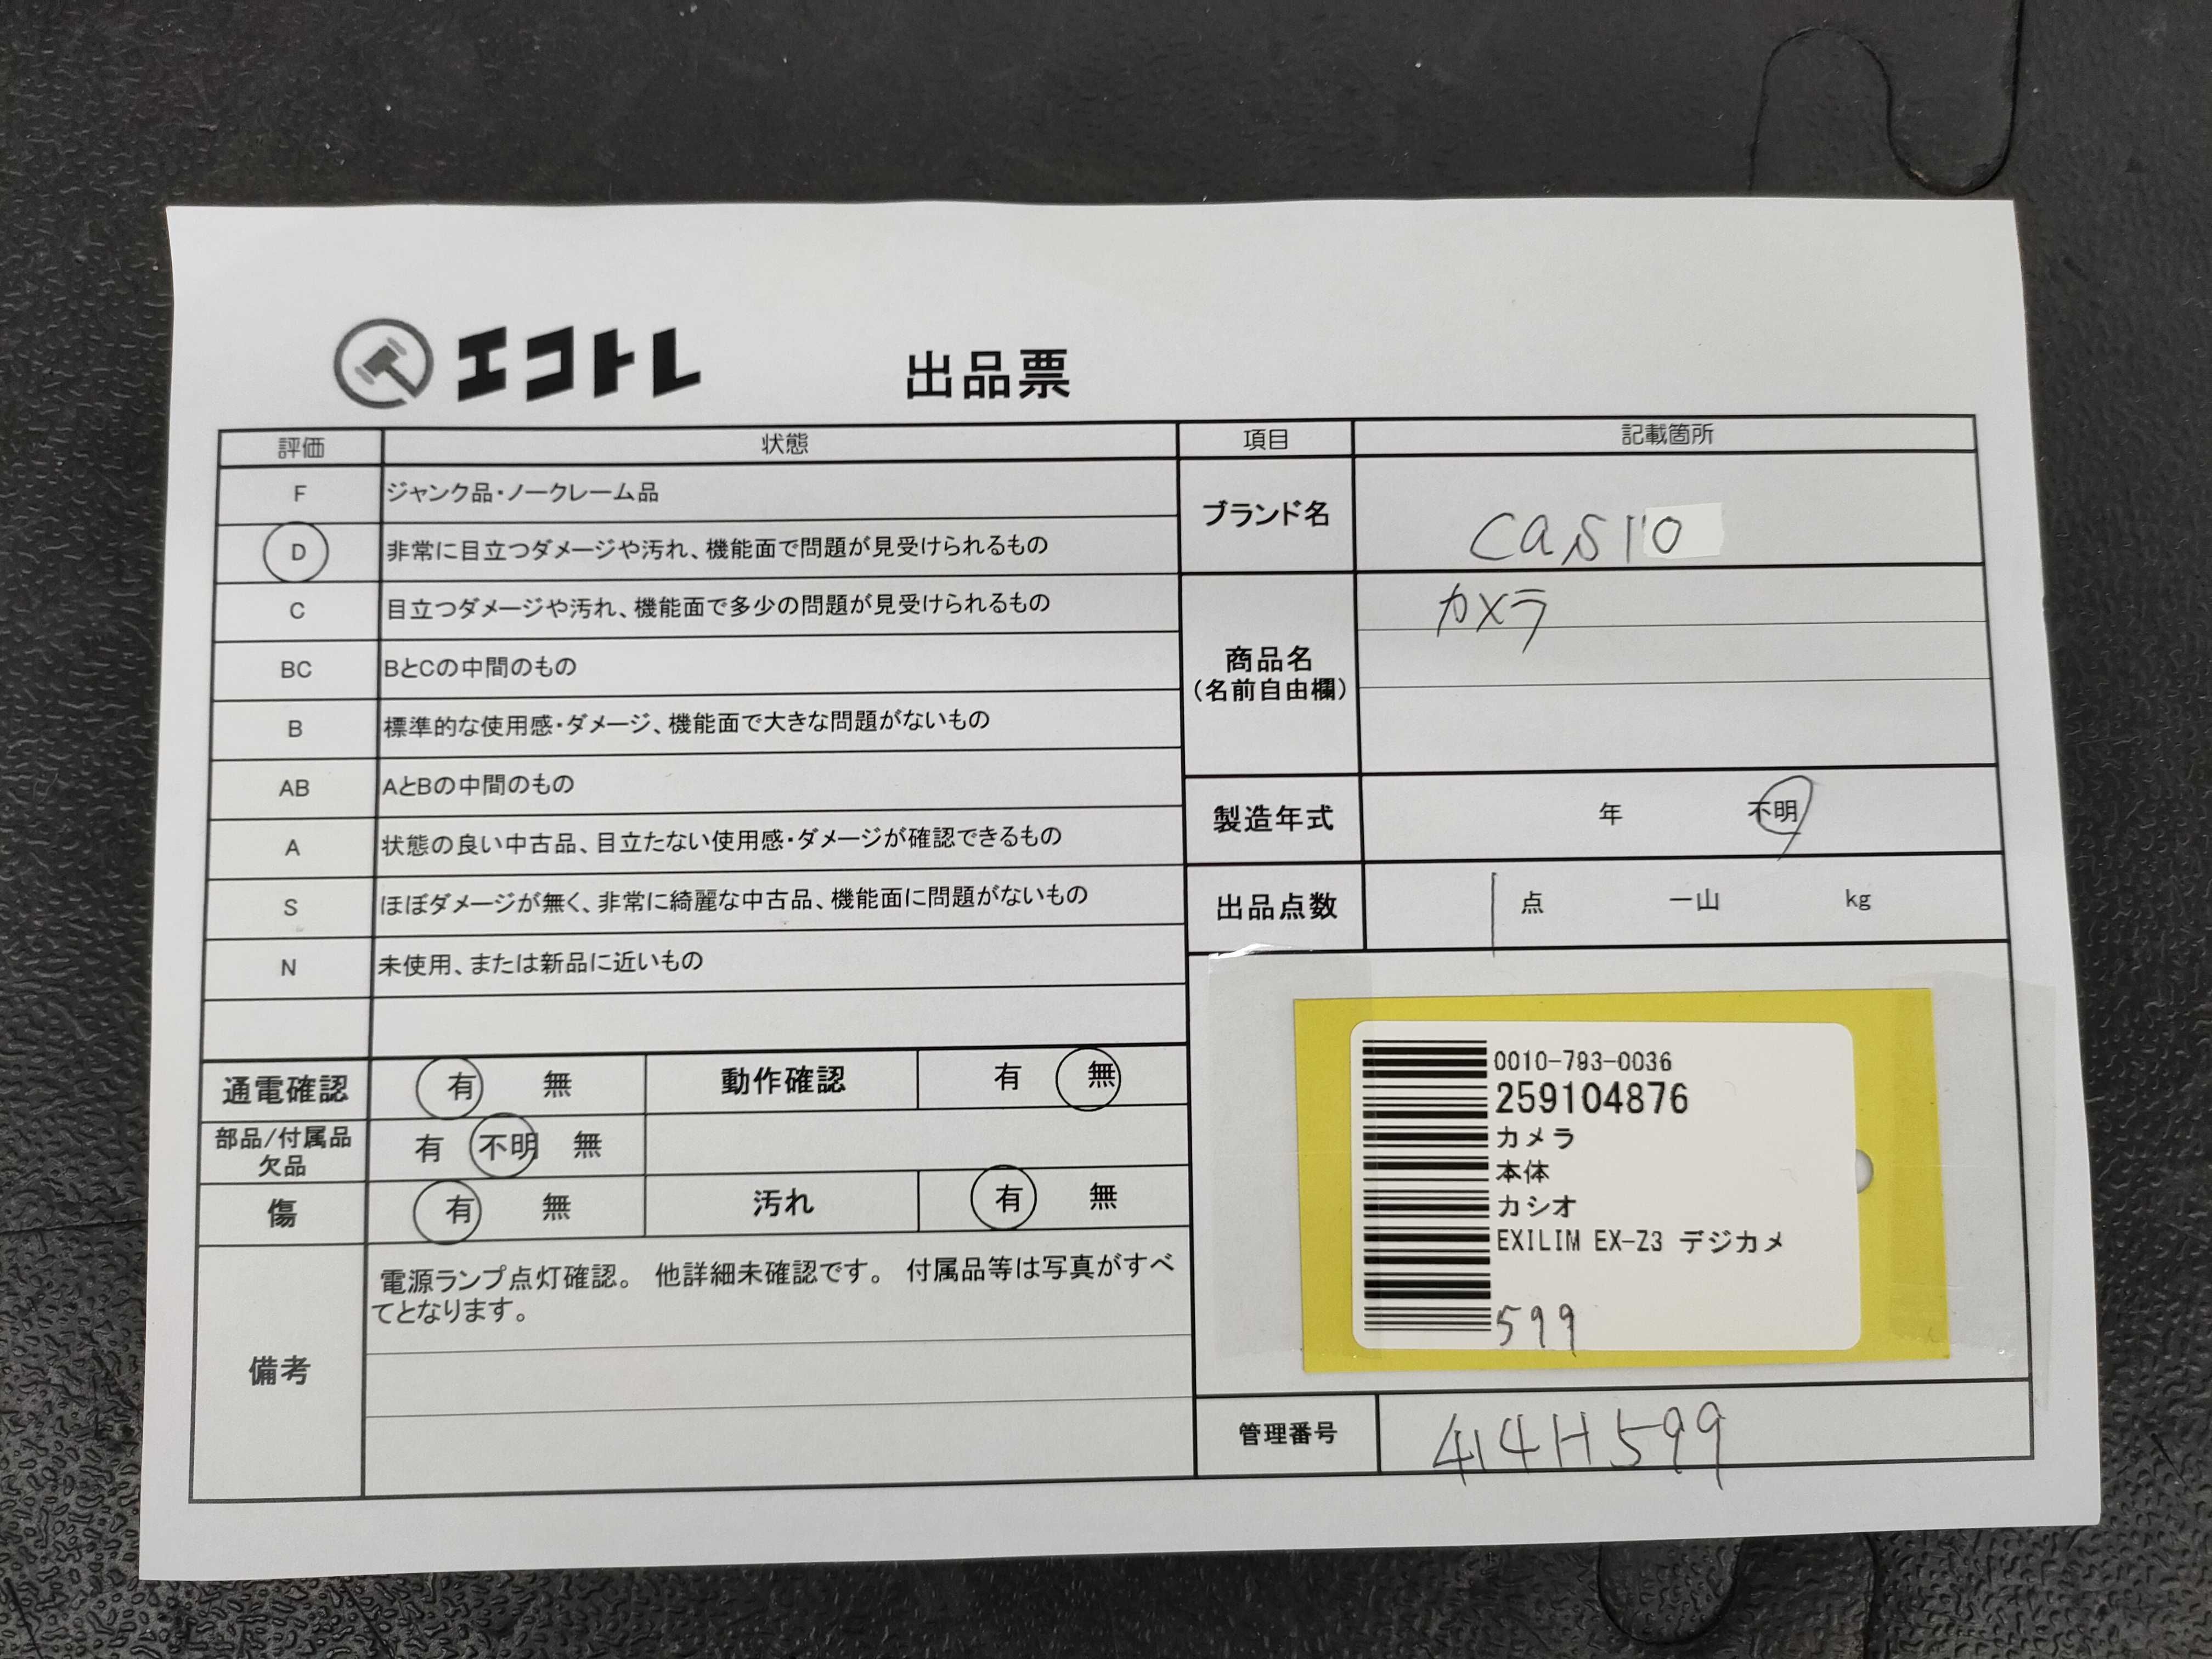 エコトレ 出品票
評価 状態
F ジャンク品・ノークレーム品
D 非常に目立つダメージや汚れ、機能面で問題が見受けられるもの
C 目立つダメージや汚れ、機能面で多少の問題が見受けられるもの
BC BとCの中間のもの
B 標準的な使用感・ダメージ、機能面で大きな問題がないもの
AB AとBの中間のもの
A 状態の良い中古品、目立たない使用感・ダメージが確認できるもの
S ほぼダメージが無く、非常に綺麗な中古品、機能面に問題がないもの
N 未使用、または新品に近いもの
通電確認 有 無 動作確認 有 無
部品/付属品
欠品 有 不明 無
傷 有 無 汚れ 有 無
備考
電源ランプ点灯確認。 他詳細未確認です。 付属品等は写真がすべ
てとなります。
項目 記載箇所
ブランド名 CASIO
商品名
(名前自由欄)
カメラ
製造年式 年 不明
出品点数 1 点 一山 kg
0010-793-0036
259104876
カメラ
本体
カシオ
EXILIM EX-Z3 デジカメ
599
管理番号 414H599